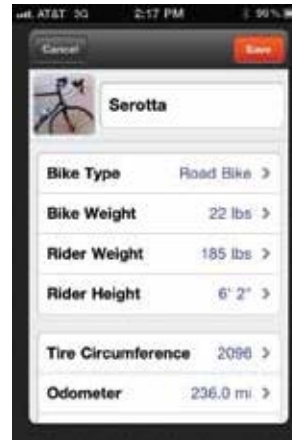 AT&T 3G 2:17 PM 90%
Cancel Save
Serotta
Bike Type Road Bike >
Bike Weight 22 lbs >
Rider Weight 185 lbs >
Rider Height 6' 2" >
Tire Circumference 2096 >
Odometer 236.0 mi >